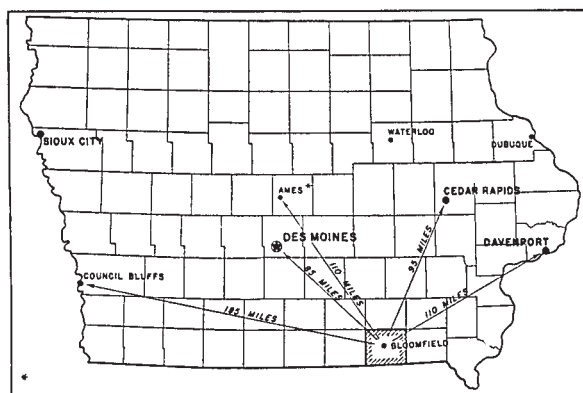 WATERLOO
DUBUQUE
SIOUX CITY
AMES *
CEDAR RAPIDS
DES MOINES
DAVENPORT
COUNCIL BLUFFS
85 MILES
110 MILES
95 MILES
110 MILES
185 MILES
BLOOMFIELD
*